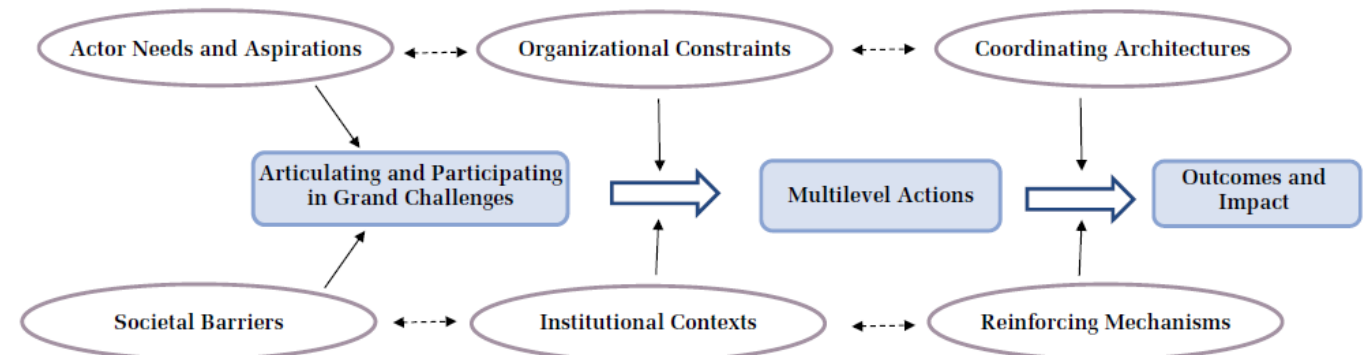 Actor Needs and Aspirations
Organizational Constraints
Coordinating Architectures
Articulating and Participating
in Grand Challenges
Multilevel Actions
Outcomes and
Impact
Societal Barriers
Institutional Contexts
Reinforcing Mechanisms